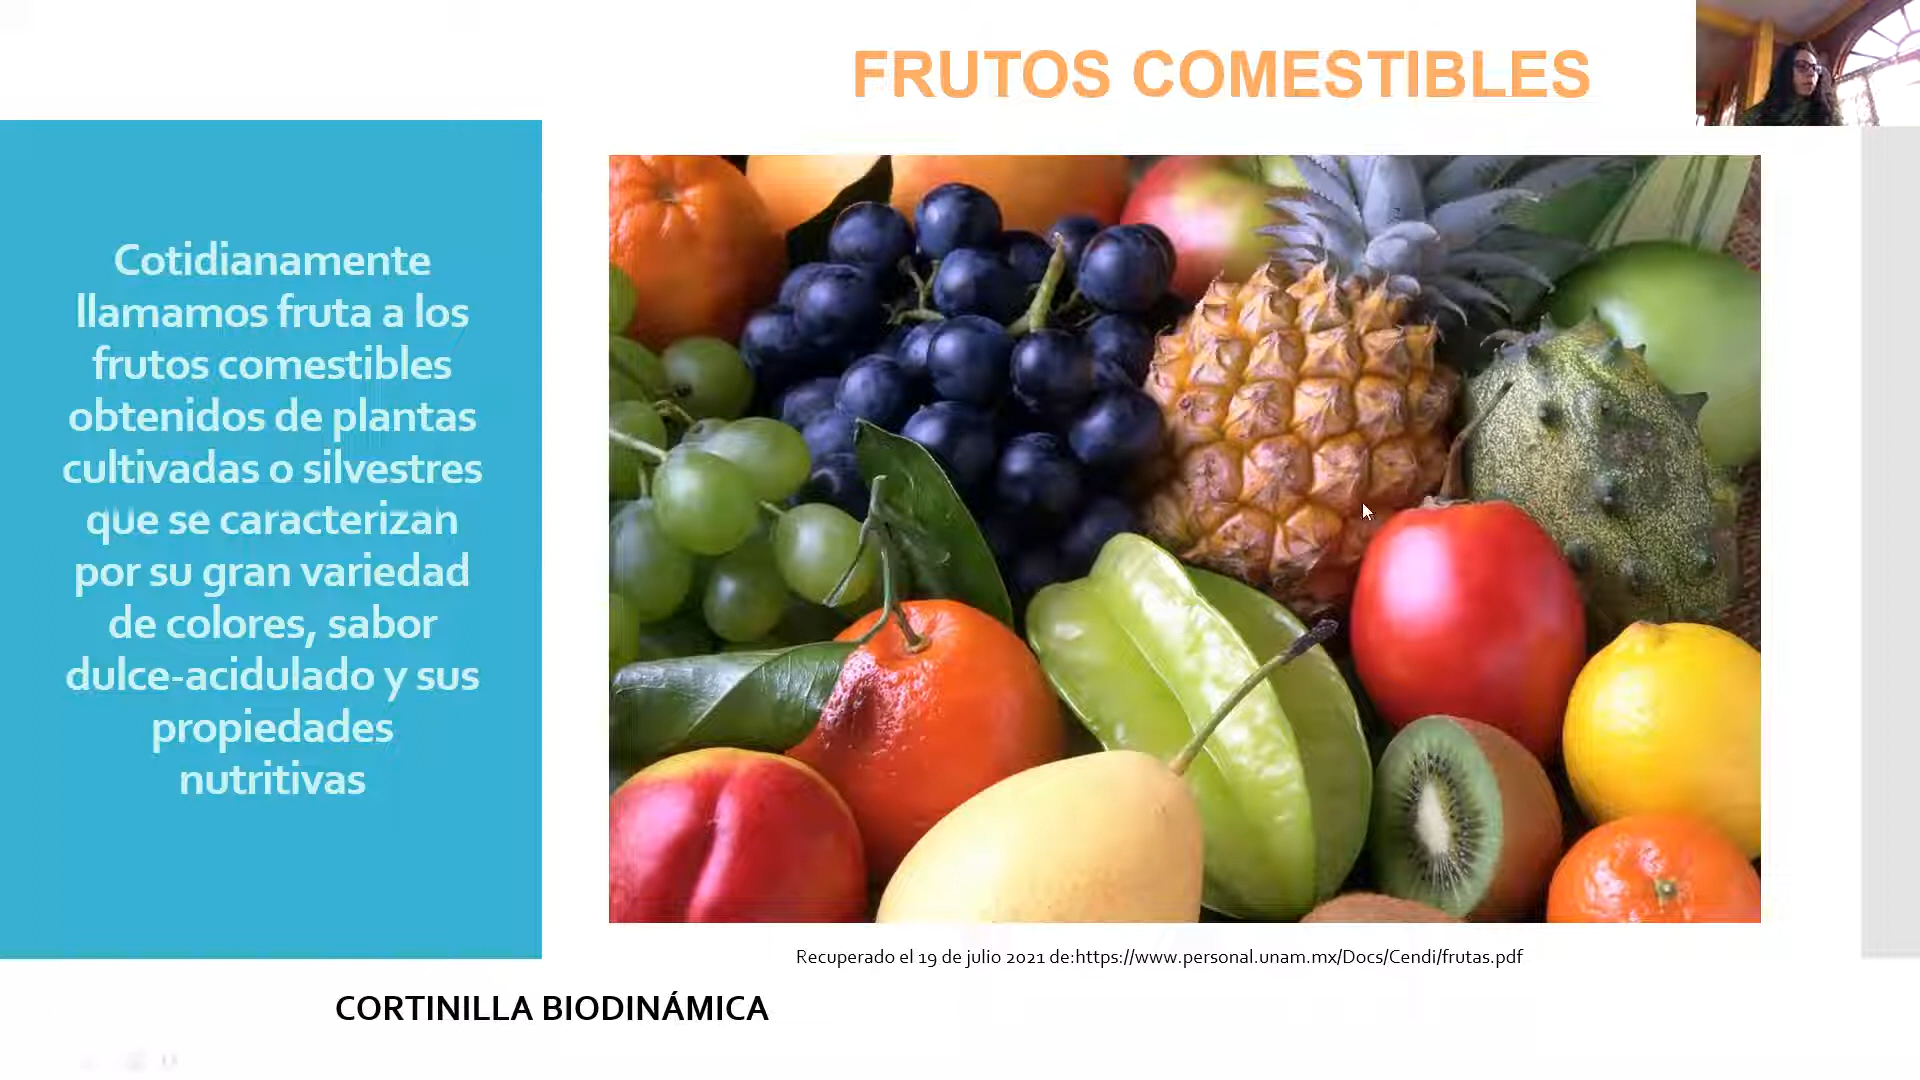 FRUTOS COMESTIBLES
Cotidianamente
llamamos fruta a los
frutos comestibles
obtenidos de plantas
cultivadas o silvestres
que se caracterizan
por su gran variedad
de colores, sabor
dulce-acidulado y sus
propiedades
nutritivas
Recuperado el 19 de julio 2021 de:https://www.personal.unam.mx/Docs/Cendi/frutas.pdf
CORTINILLA BIODINÁMICA